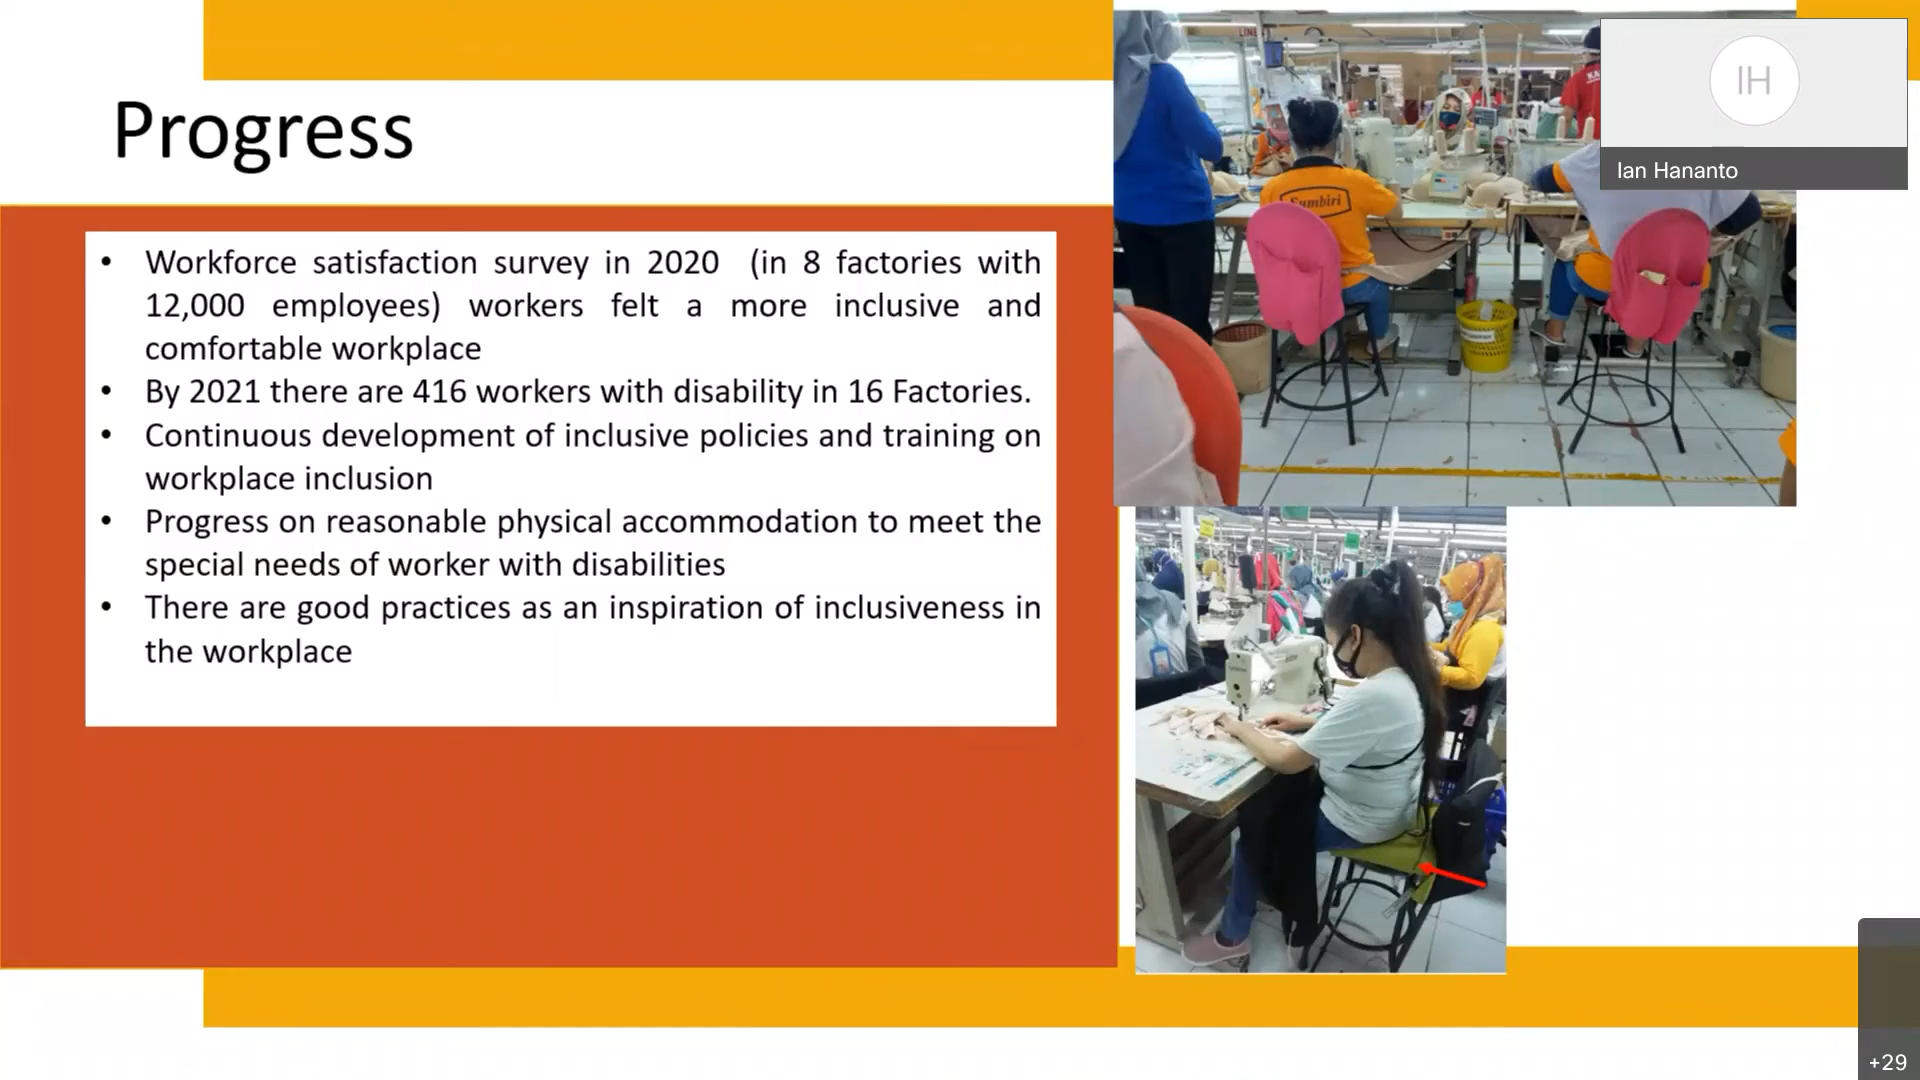 Progress
• Workforce satisfaction survey in 2020 (in 8 factories with
12,000 employees) workers felt a more inclusive and
comfortable workplace
• By 2021 there are 416 workers with disability in 16 Factories.
• Continuous development of inclusive policies and training on
workplace inclusion
• Progress on reasonable physical accommodation to meet the
special needs of worker with disabilities
• There are good practices as an inspiration of inclusiveness in
the workplace
LINE
Sumbiri
IH
Ian Hananto
+29